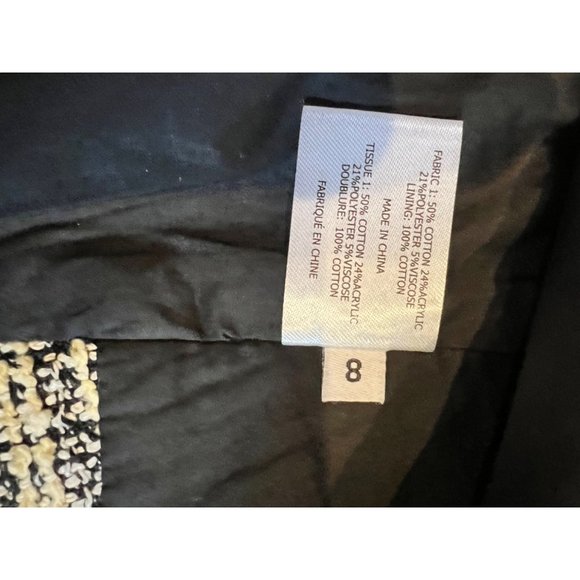 FABRIC 1: 50% COTTON 24%ACRYLIC
21%POLYESTER 5%VISCOSE
LINING: 100% COTTON
MADE IN CHINA
TISSUE 1: 50% COTTON 24%ACRYLIC
21%POLYESTER 5%VISCOSE
DOUBLURE: 100% COTTON
FABRIQUÉ EN CHINE
8